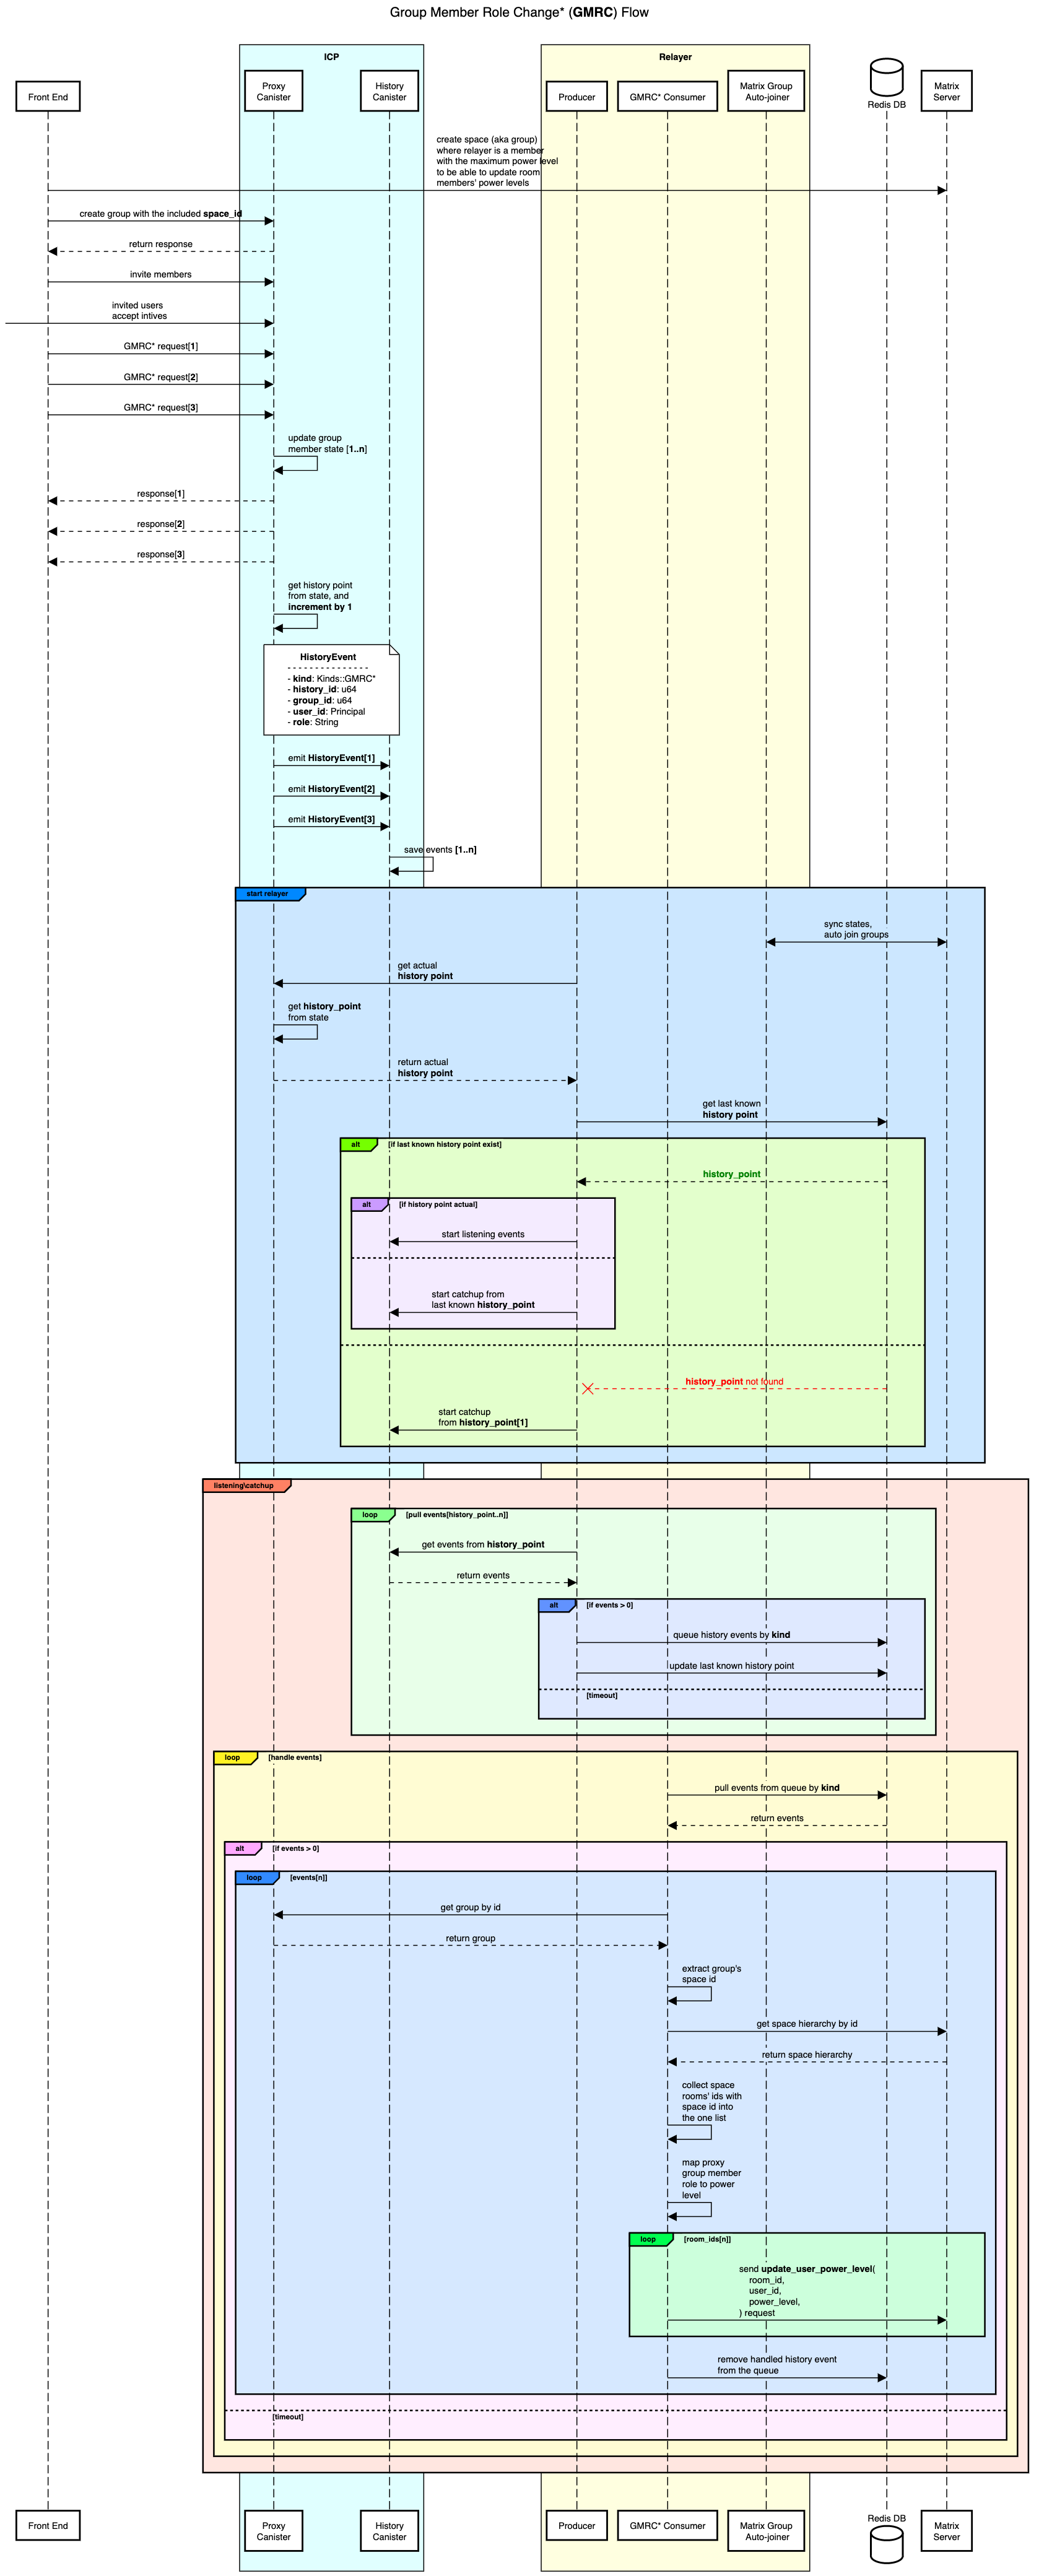 Group Member Role Change* (GMRC) Flow
ICP
Relayer
Front End
Proxy
Canister
History
Canister
Producer
GMRC* Consumer
Matrix Group
Auto-joiner
Redis DB
Matrix
Server
create space (aka group)
where relayer is a member
with the maximum power level
to be able to update room
members' power levels
create group with the included space_id
return response
invite members
invited users
accept intives
GMRC* request[1]
GMRC* request[2]
GMRC* request[3]
update group
member state [1..n]
response[1]
response[2]
response[3]
get history point
from state, and
increment by 1
HistoryEvent
- - - - - - - - - - - - - - -
- kind: Kinds::GMRC*
- history_id: u64
- group_id: u64
- user_id: Principal
- role: String
emit HistoryEvent[1]
emit HistoryEvent[2]
emit HistoryEvent[3]
save events [1..n]
start relayer
sync states,
auto join groups
get actual
history point
get history_point
from state
return actual
history point
get last known
history point
alt
[if last known history point exist]
history_point
alt
[if history point actual]
start listening events
start catchup from
last known history_point
history_point not found
start catchup
from history_point[1]
listening\catchup
loop
[pull events[history_point..n]]
get events from history_point
return events
alt
[if events > 0]
queue history events by kind
update last known history point
[timeout]
loop
[handle events]
pull events from queue by kind
return events
alt
[if events > 0]
loop
[events[n]]
get group by id
return group
extract group's
space id
get space hierarchy by id
return space hierarchy
collect space
rooms' ids with
space id into
the one list
map proxy
group member
role to power
level
loop
[room_ids[n]]
send update_user_power_level(
room_id,
user_id,
power_level,
) request
remove handled history event
from the queue
[timeout]
Front End
Proxy
Canister
History
Canister
Producer
GMRC* Consumer
Matrix Group
Auto-joiner
Redis DB
Matrix
Server